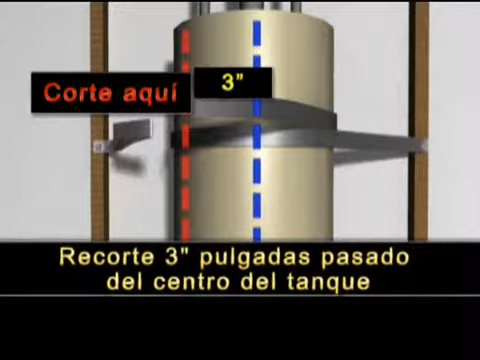 Corte aquí
3”
Recorte 3" pulgadas pasado
del centro del tanque